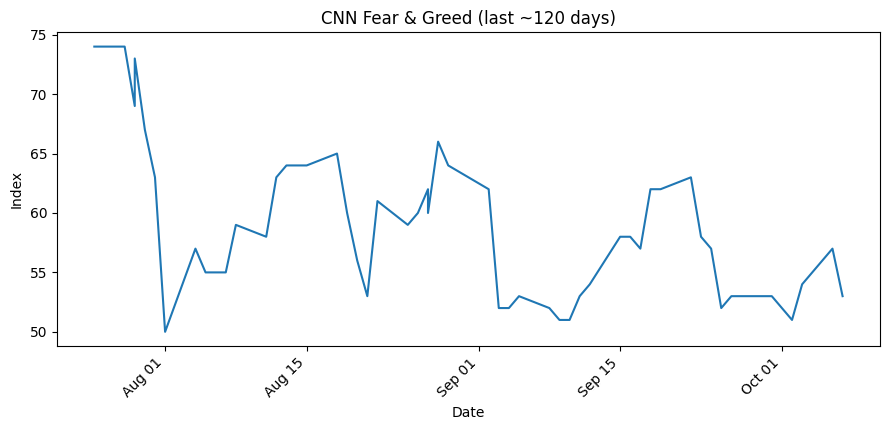 CNN Fear & Greed (last ~120 days)
75
70
65
60
55
50
Index
Aug 01
Aug 15
Sep 01
Sep 15
Oct 01
Date